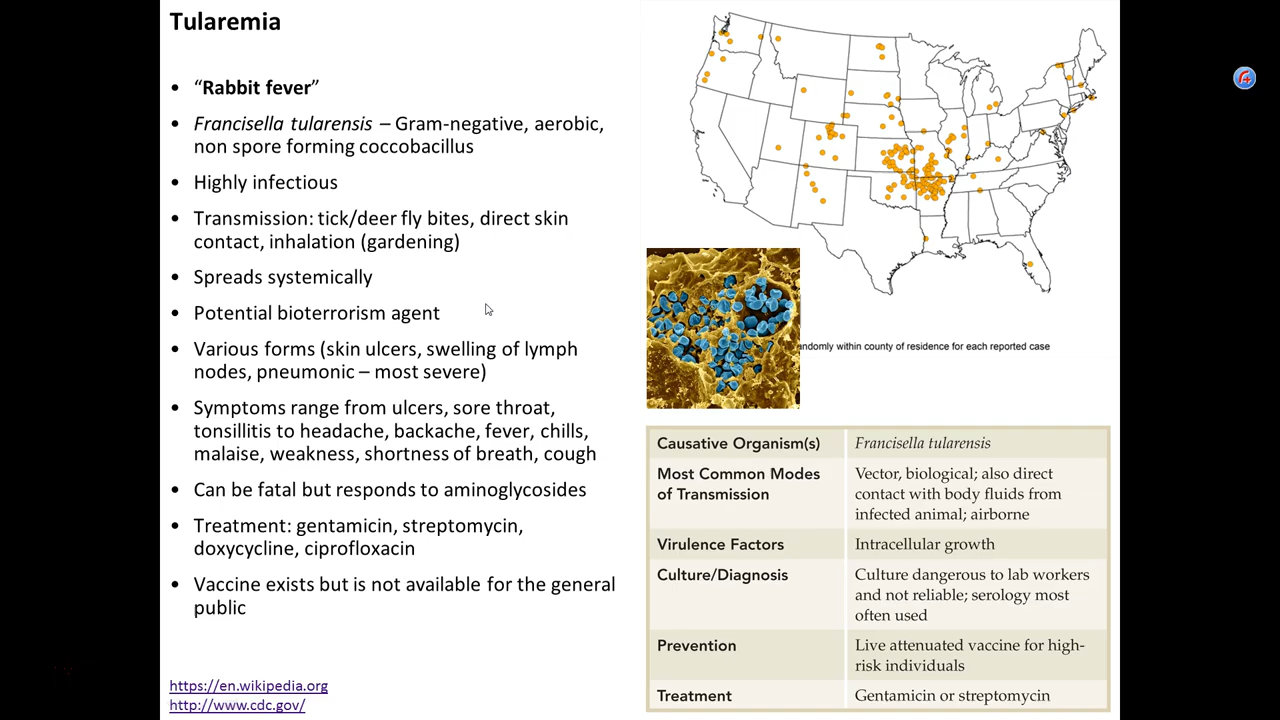 Tularemia
• “Rabbit fever”
• Francisella tularensis – Gram-negative, aerobic,
non spore forming coccobacillus
• Highly infectious
• Transmission: tick/deer fly bites, direct skin
contact, inhalation (gardening)
• Spreads systemically
• Potential bioterrorism agent
• Various forms (skin ulcers, swelling of lymph
nodes, pneumonic – most severe)
• Symptoms range from ulcers, sore throat,
tonsillitis to headache, backache, fever, chills,
malaise, weakness, shortness of breath, cough
• Can be fatal but responds to aminoglycosides
• Treatment: gentamicin, streptomycin,
doxycycline, ciprofloxacin
• Vaccine exists but is not available for the general
public
https://en.wikipedia.org
http://www.cdc.gov/
within county of residence for each reported case
Causative Organism(s) Francisella tularensis
Most Common Modes Vector, biological; also direct
of Transmission contact with body fluids from
infected animal; airborne
Virulence Factors Intracellular growth
Culture/Diagnosis Culture dangerous to lab workers
and not reliable; serology most
often used
Prevention Live attenuated vaccine for high-
risk individuals
Treatment Gentamicin or streptomycin